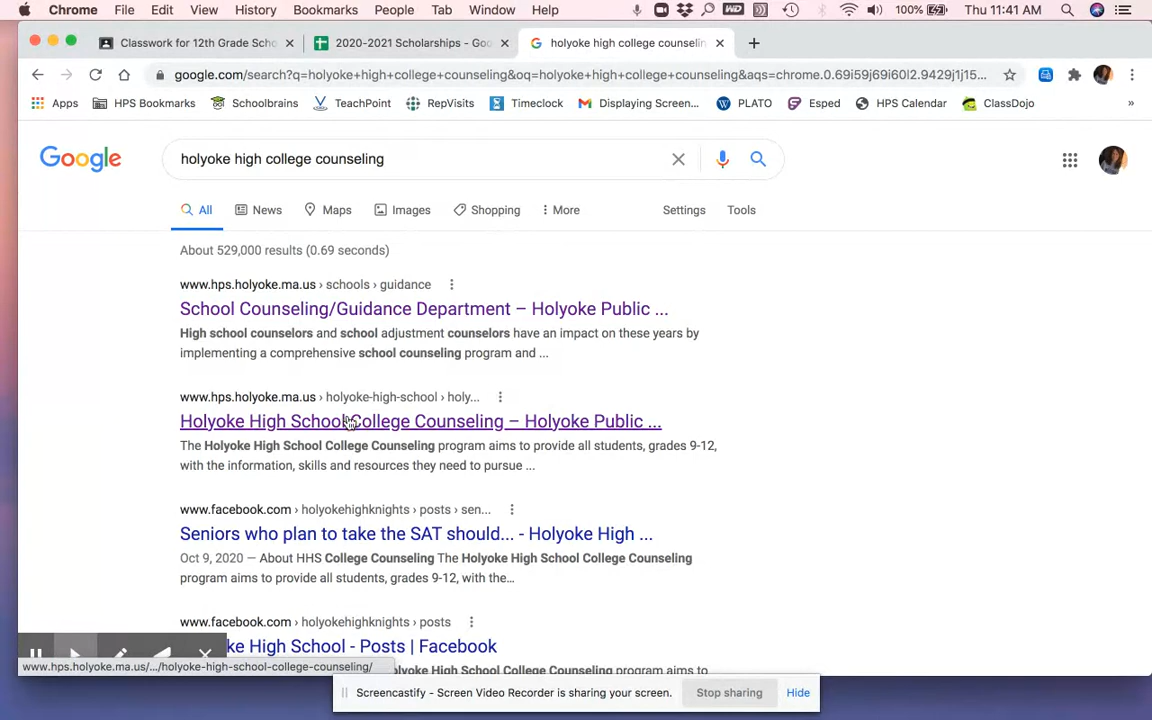 Chrome File Edit View History Bookmarks People Tab Window Help WD 100% Thu 11:41 AM
Classwork for 12th Grade Scho 2020-2021 Scholarships - Goo holyoke high college counselin
google.com/search?q=holyoke+high+college+counseling&oq=holyoke+high+college+counseling&aqs=chrome.0.69i59j69i60l2.9429j1j15...
Apps HPS Bookmarks Schoolbrains TeachPoint RepVisits Timeclock Displaying Screen... PLATO Esped HPS Calendar ClassDojo »
Google holyoke high college counseling
All News Maps Images Shopping More Settings Tools
About 529,000 results (0.69 seconds)
www.hps.holyoke.ma.us › schools › guidance
School Counseling/Guidance Department – Holyoke Public ...
High school counselors and school adjustment counselors have an impact on these years by
implementing a comprehensive school counseling program and ...
www.hps.holyoke.ma.us › holyoke-high-school › holy...
Holyoke High School College Counseling – Holyoke Public ...
The Holyoke High School College Counseling program aims to provide all students, grades 9-12,
with the information, skills and resources they need to pursue ...
www.facebook.com › holyokehighknights › posts › sen...
Seniors who plan to take the SAT should... - Holyoke High ...
Oct 9, 2020 — About HHS College Counseling The Holyoke High School College Counseling
program aims to provide all students, grades 9-12, with the…
www.facebook.com › holyokehighknights › posts
ke High School - Posts | Facebook
olyoke High School College Counseling program aims to
www.hps.holyoke.ma.us/.../holyoke-high-school-college-counseling/
Screencastify - Screen Video Recorder is sharing your screen. Stop sharing Hide